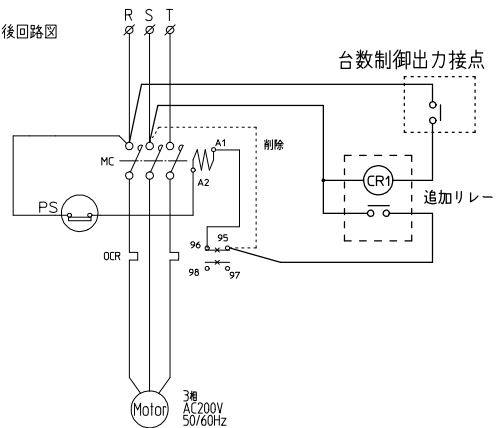 後回路図
R S T
台数制御出力接点
削除
A1
MC
A2
CR1
追加リレー
PS
96 95
OCR
98 97
Motor
3相
AC200V
50/60Hz